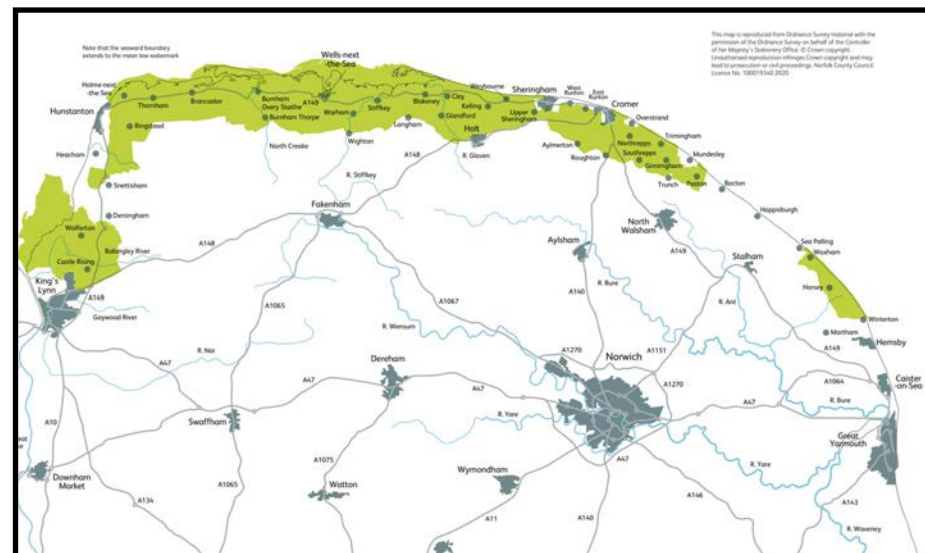 Note that the seaward boundary
extends to the mean low watermark
This map is reproduced from Ordnance Survey material with the
permission of the Ordnance Survey on behalf of the Controller
of her Majesty's Stationery Office. © Crown copyright.
Unauthorised reproduction infringes Crown copyright and may
lead to prosecution or civil proceedings. Norfolk County Council.
Licence No. 100019340 2020
Wells-next
-the-Sea
Holme-next
-the-Sea
Hunstanton
Thornham
Brancaster
Burnham
Overy Staithe
A149
Stiffkey
Blakeney
Cley
Weybourne
Kelling
Sheringham
West
Runton
East
Runton
Cromer
Overstrand
Ringstead
Burnham Thorpe
Warham
Langham
Glandford
Upper
Sheringham
Holt
Northrepps
Trimingham
Heacham
North Creake
Wighton
A148
R. Glaven
Aylmerton
Roughton
Southrepps
Gimingham
Mundesley
Trunch
Paston
Bacton
Snettisham
R. Stiffkey
Dersingham
Fakenham
North
Walsham
Happisburgh
Wolferton
Babingley River
A148
Aylsham
A149
Sea Palling
Waxham
Castle Rising
Stalham
King's
Lynn
A149
A1065
A1067
A140
R. Bure
R. Ant
Horsey
Gaywood River
R. Wensum
Winterton
Martham
Hemsby
A149
R. Nar
A47
Dereham
A1270
Norwich
A1151
A1270
A1064
Caister
-on-Sea
A47
A47
R. Bure
A10
Swaffham
R. Yare
A47
Great
Yarmouth
Downham
Market
A1075
A1065
Watton
Wymondham
A47
R. Yare
A134
A11
A140
A146
A143
R. Waveney